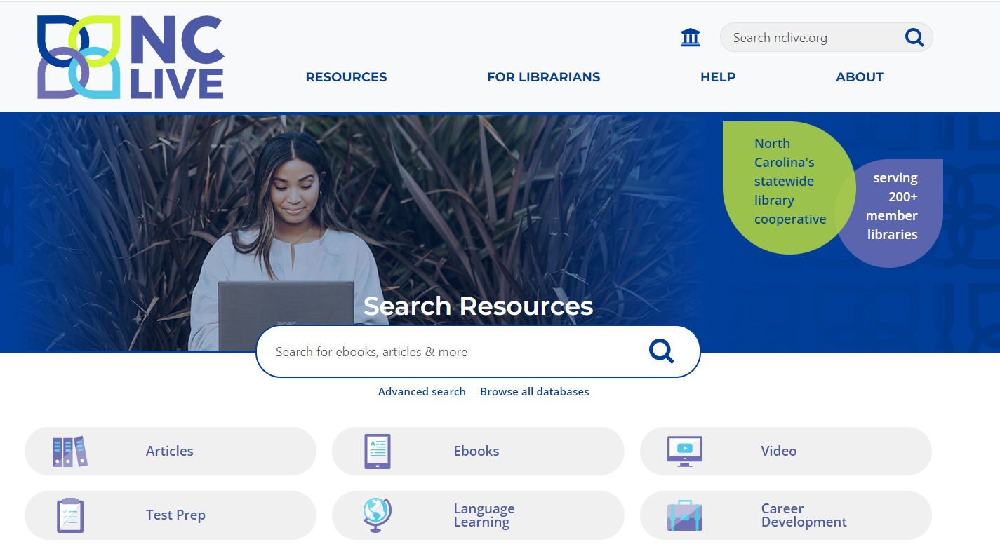 NC
LIVE
Search nclive.org
RESOURCES
FOR LIBRARIANS
HELP
ABOUT
North
Carolina's
statewide
library
cooperative
serving
200+
member
libraries
Search Resources
Search for ebooks, articles & more
Advanced search
Browse all databases
Articles
Ebooks
Video
Test Prep
Language
Learning
Career
Development